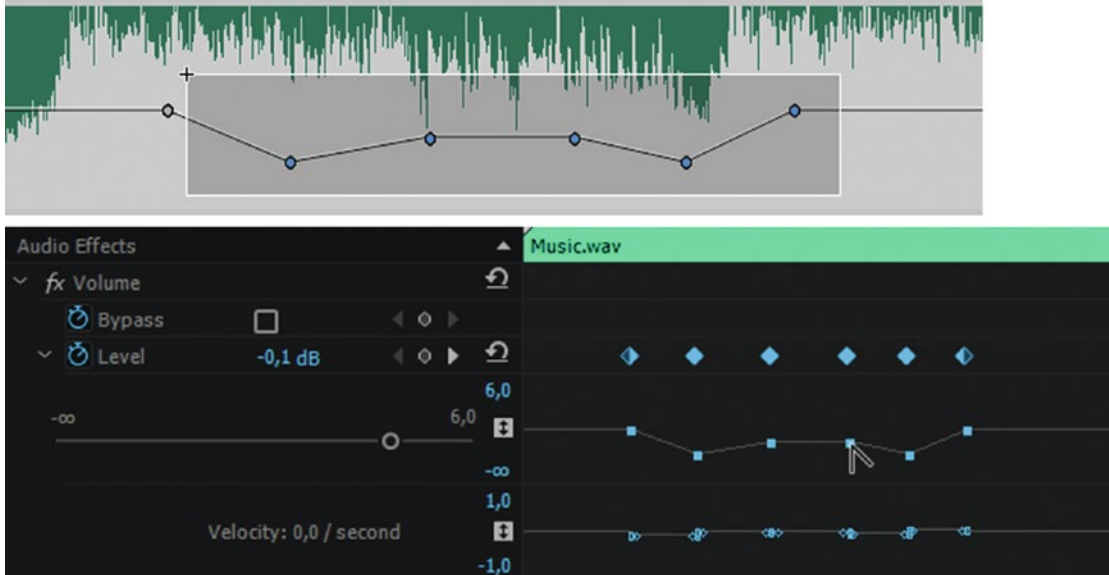 Audio Effects
Music.wav
fx Volume
Bypass
Level -0,1 dB
6,0
-∞ 6,0
-∞
1,0
Velocity: 0,0 / second
-1,0